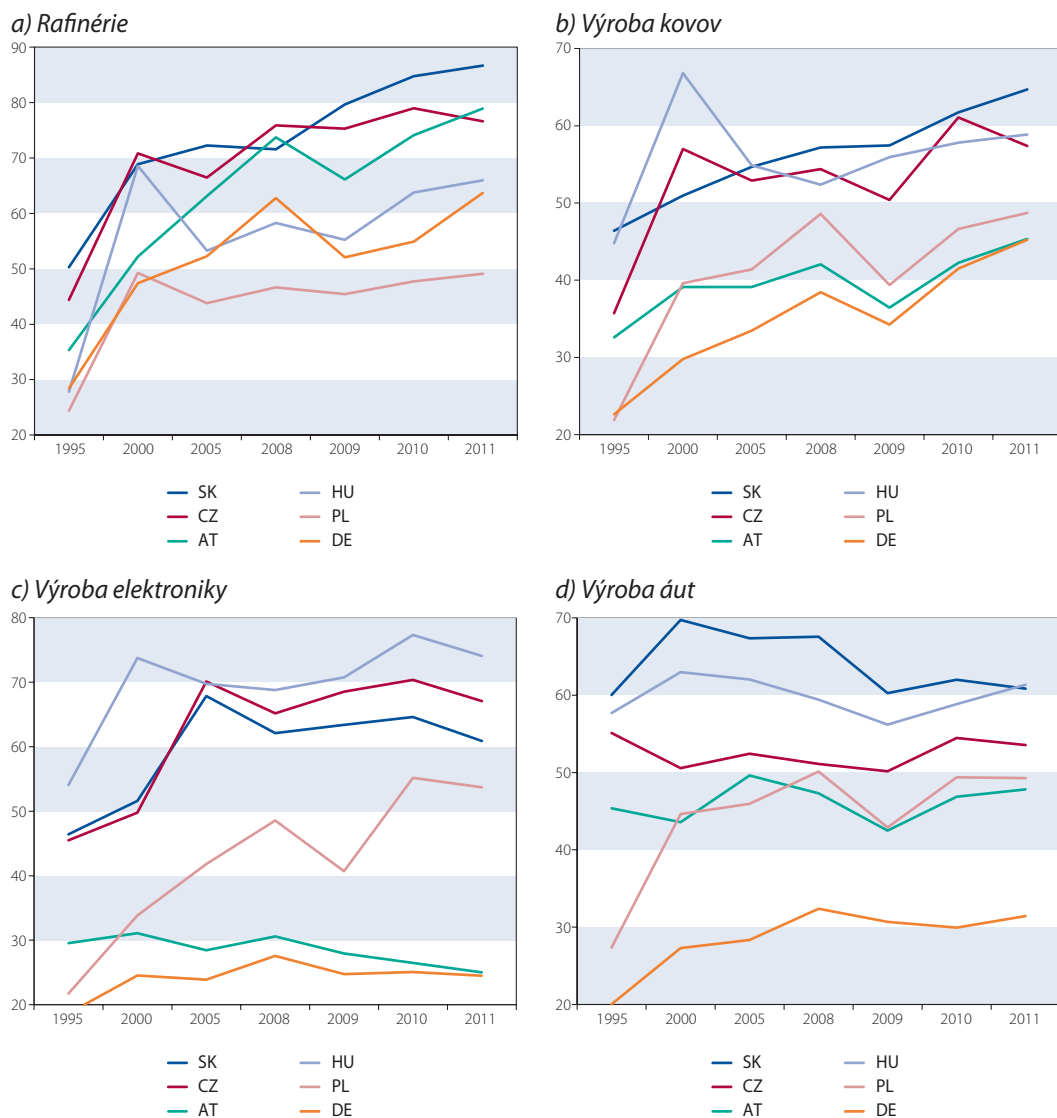 a) Rafinérie
90
80
70
60
50
40
30
20
1995 2000 2005 2008 2009 2010 2011
SK HU
CZ PL
AT DE
b) Výroba kovov
70
60
50
40
30
20
1995 2000 2005 2008 2009 2010 2011
SK HU
CZ PL
AT DE
c) Výroba elektroniky
80
70
60
50
40
30
20
1995 2000 2005 2008 2009 2010 2011
SK HU
CZ PL
AT DE
d) Výroba áut
70
60
50
40
30
20
1995 2000 2005 2008 2009 2010 2011
SK HU
CZ PL
AT DE